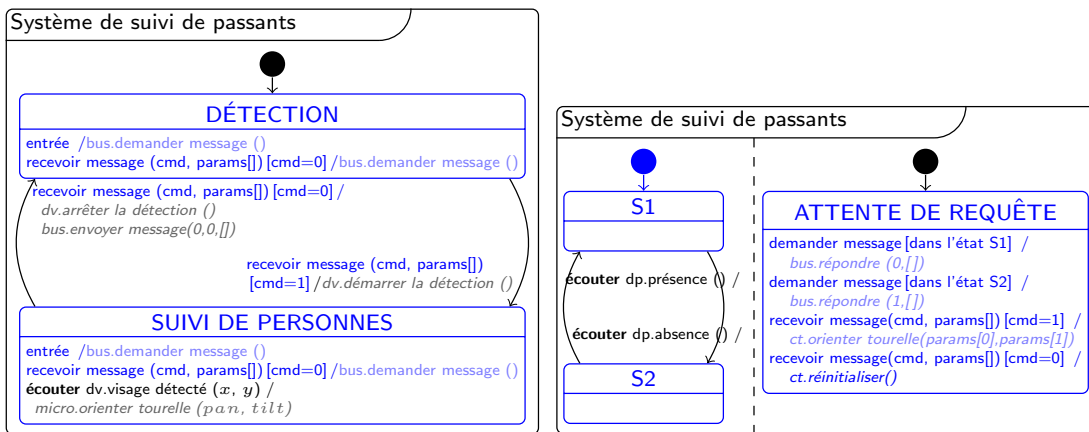 Système de suivi de passants
DÉTECTION
entrée /bus.demander message ()
recevoir message (cmd, params[]) [cmd=0] /bus.demander message ()
recevoir message (cmd, params[]) [cmd=0] /
dv.arrêter la détection ()
bus.envoyer message(0,0,[])
recevoir message (cmd, params[])
[cmd=1] /dv.démarrer la détection ()
SUIVI DE PERSONNES
entrée /bus.demander message ()
recevoir message (cmd, params[]) [cmd=0] /bus.demander message ()
écouter dv.visage détecté (x, y) /
micro.orienter tourelle (pan, tilt)
Système de suivi de passants
S1
écouter dp.présence () /
écouter dp.absence () /
S2
ATTENTE DE REQUÊTE
demander message [dans l'état S1] /
bus.répondre (0,[])
demander message [dans l'état S2] /
bus.répondre (1,[])
recevoir message(cmd, params[]) [cmd=1] /
ct.orienter tourelle(params[0],params[1])
recevoir message(cmd, params[]) [cmd=0] /
ct.réinitialiser()